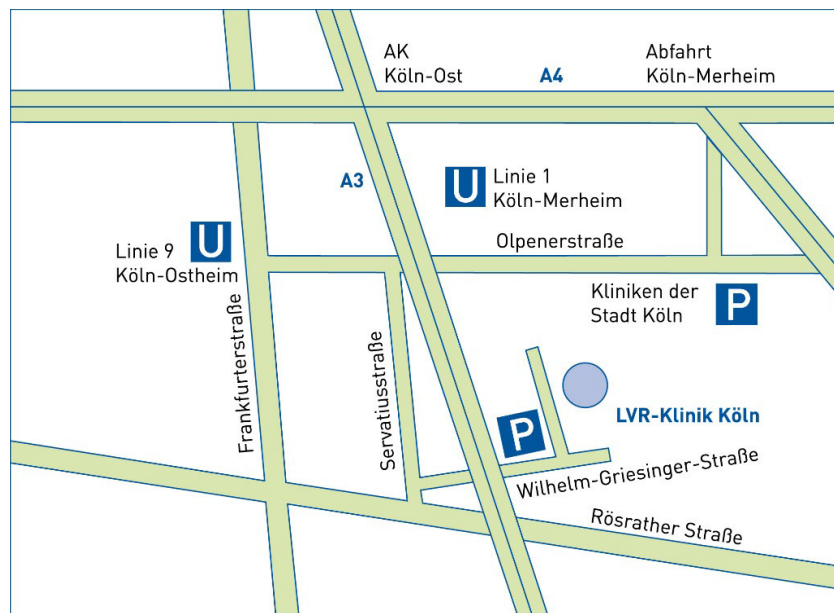 AK
Köln-Ost
A4
Abfahrt
Köln-Merheim
A3
U
Linie 1
Köln-Merheim
Linie 9
Köln-Ostheim
U
Olpenerstraße
Kliniken der
Stadt Köln
P
Frankfurterstraße
Servatiusstraße
P
LVR-Klinik Köln
Wilhelm-Griesinger-Straße
Rösrather Straße